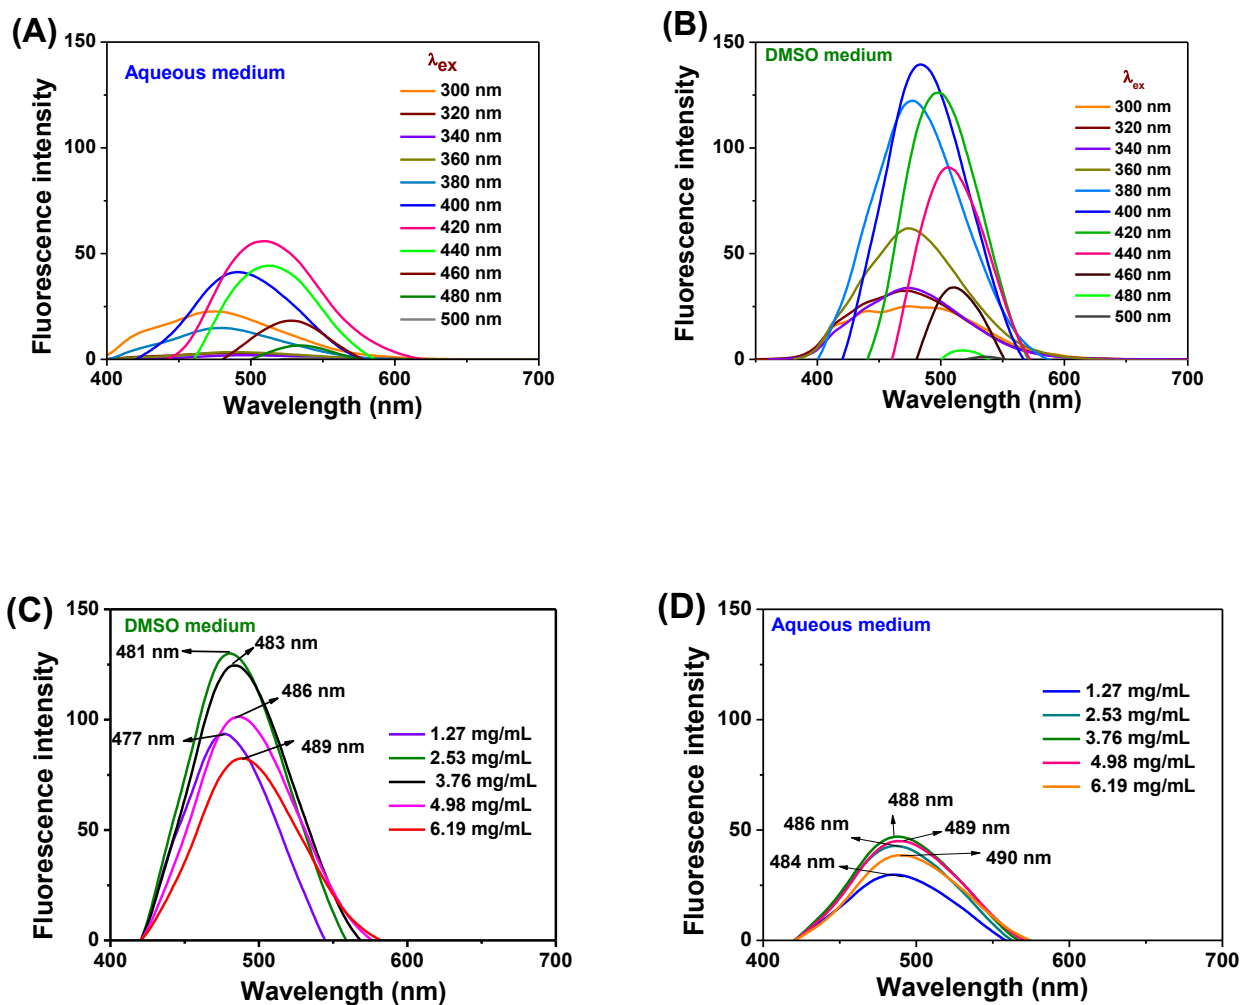 (A)
150
100
50
0
Fluorescence intensity
Aqueous medium
λex
300 nm
320 nm
340 nm
360 nm
380 nm
400 nm
420 nm
440 nm
460 nm
480 nm
500 nm
400 500 600 700
Wavelength (nm)
(B)
150
100
50
0
Fluorescence intensity
DMSO medium
λex
300 nm
320 nm
340 nm
360 nm
380 nm
400 nm
420 nm
440 nm
460 nm
480 nm
500 nm
400 500 600 700
Wavelength (nm)
(C)
150
100
50
0
Fluorescence intensity
DMSO medium
481 nm
483 nm
486 nm
477 nm
489 nm
1.27 mg/mL
2.53 mg/mL
3.76 mg/mL
4.98 mg/mL
6.19 mg/mL
400 500 600 700
Wavelength (nm)
(D)
150
100
50
0
Fluorescence intensity
Aqueous medium
1.27 mg/mL
2.53 mg/mL
3.76 mg/mL
4.98 mg/mL
6.19 mg/mL
488 nm
486 nm
489 nm
484 nm
490 nm
400 500 600 700
Wavelength (nm)